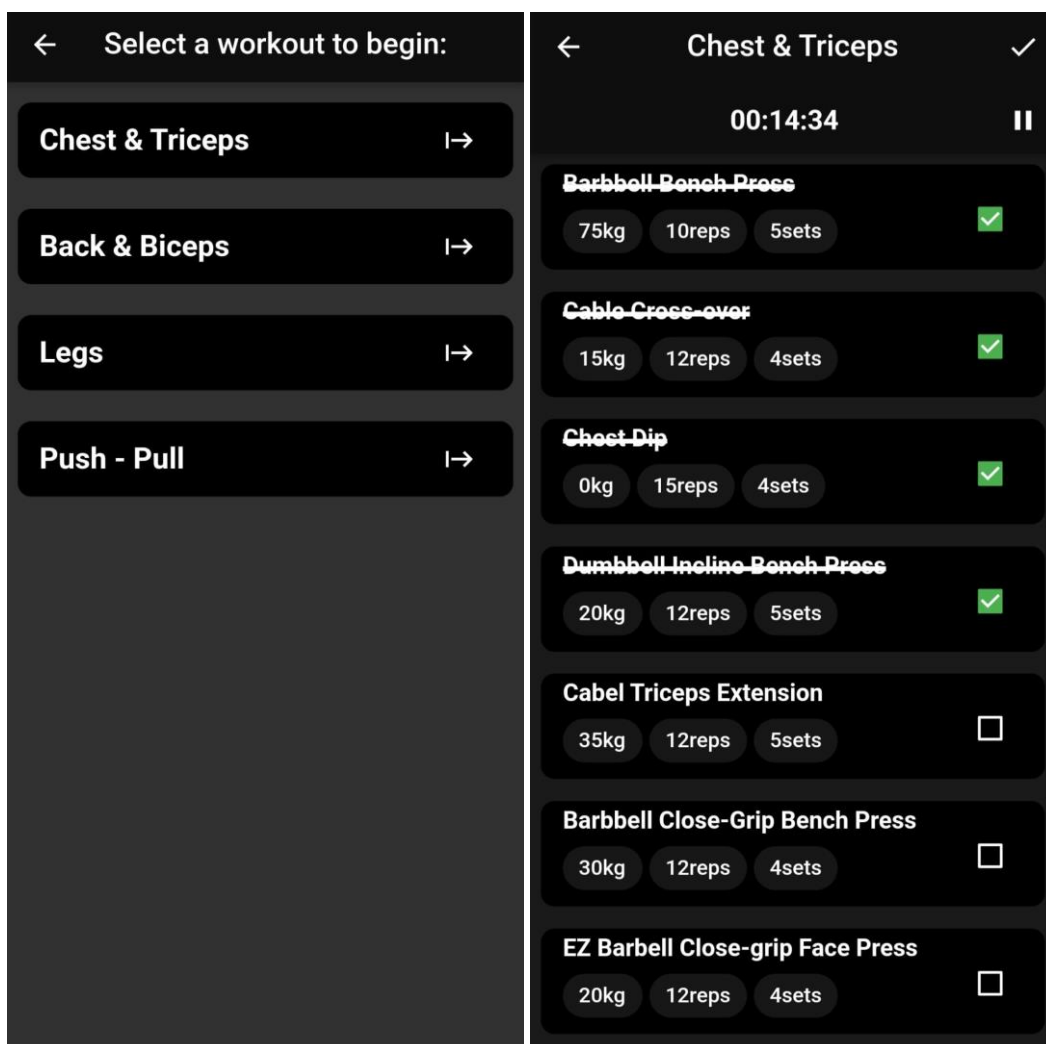 Select a workout to begin:
Chest & Triceps
Back & Biceps
Legs
Push - Pull
Chest & Triceps
00:14:34
Barbbell Bench Press
75kg 10reps 5sets
Cable Cross-over
15kg 12reps 4sets
Chest Dip
0kg 15reps 4sets
Dumbbell Incline Bench Press
20kg 12reps 5sets
Cabel Triceps Extension
35kg 12reps 5sets
Barbbell Close-Grip Bench Press
30kg 12reps 4sets
EZ Barbell Close-grip Face Press
20kg 12reps 4sets